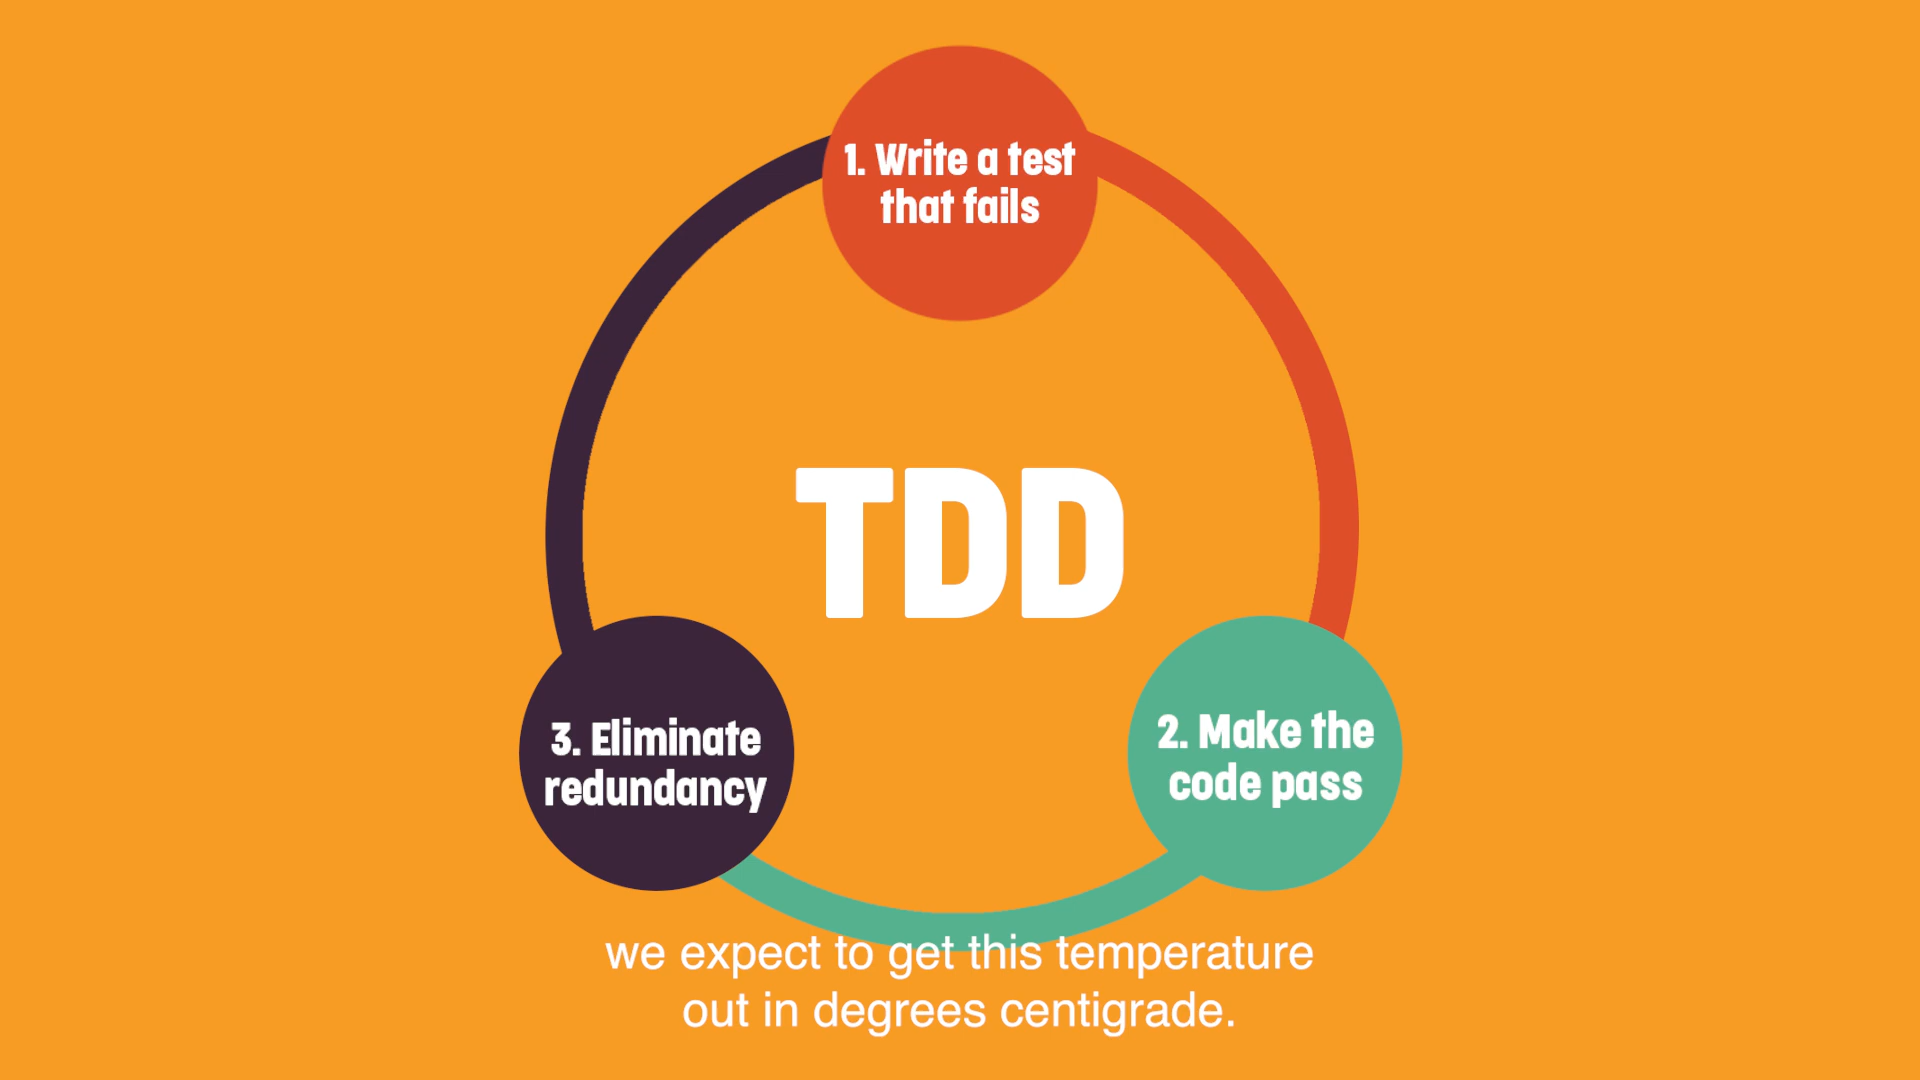 1. Write a test
that fails
TDD
3. Eliminate
redundancy
2. Make the
code pass
we expect to get this temperature
out in degrees centigrade.